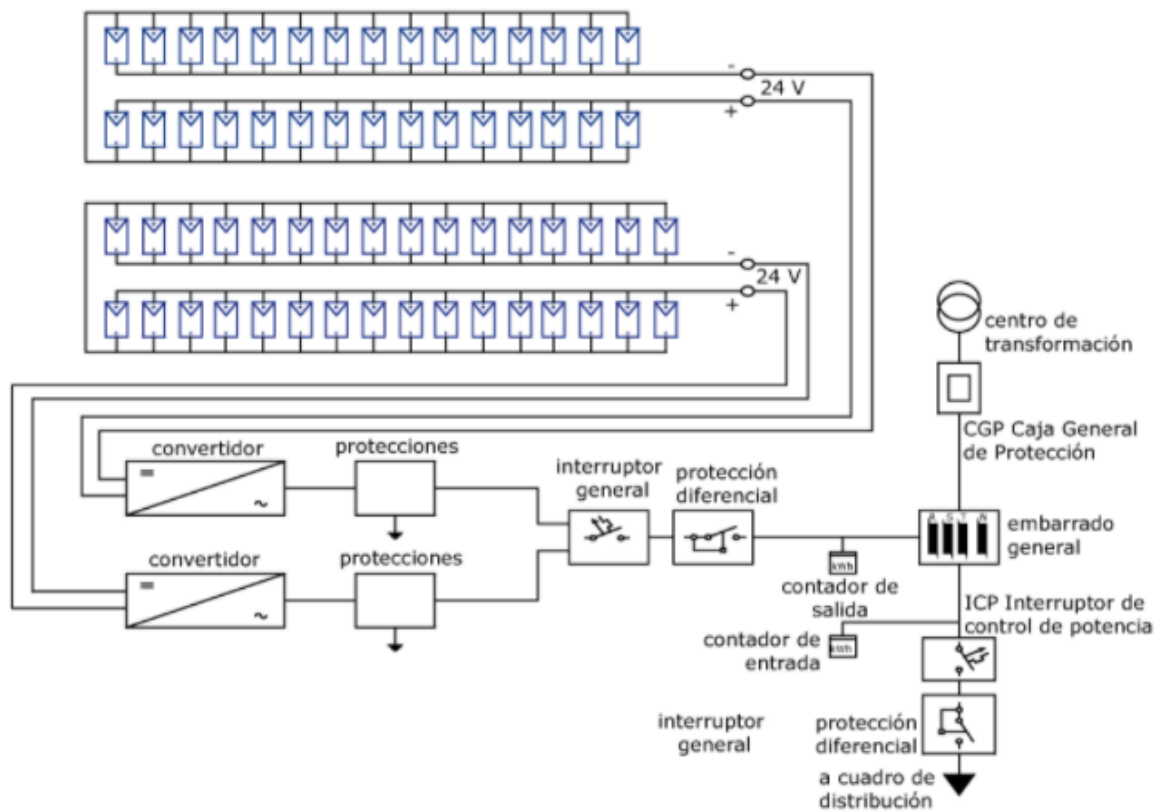 -
24 V
+
-
24 V
+
centro de
transformación
CGP Caja General
de Protección
convertidor
protecciones
interruptor
general
protección
diferencial
R S T N
embarrado
general
convertidor
protecciones
kWh
contador de
salida
ICP Interruptor de
control de potencia
contador de
entrada
kWh
interruptor
general
protección
diferencial
a cuadro de
distribución